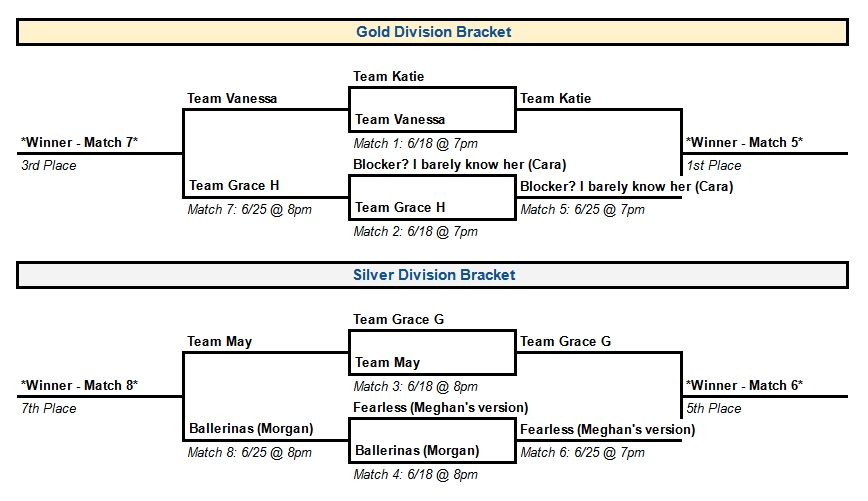 Gold Division Bracket
Team Katie
Team Vanessa
Team Katie
Team Vanessa
*Winner - Match 7*
Match 1: 6/18 @ 7pm
*Winner - Match 5*
3rd Place
Blocker? I barely know her (Cara)
1st Place
Team Grace H
Blocker? I barely know her (Cara)
Team Grace H
Match 7: 6/25 @ 8pm
Match 5: 6/25 @ 7pm
Match 2: 6/18 @ 7pm
Silver Division Bracket
Team Grace G
Team May
Team Grace G
Team May
*Winner - Match 8*
Match 3: 6/18 @ 8pm
*Winner - Match 6*
7th Place
Fearless (Meghan's version)
5th Place
Ballerinas (Morgan)
Fearless (Meghan's version)
Ballerinas (Morgan)
Match 8: 6/25 @ 8pm
Match 6: 6/25 @ 7pm
Match 4: 6/18 @ 8pm